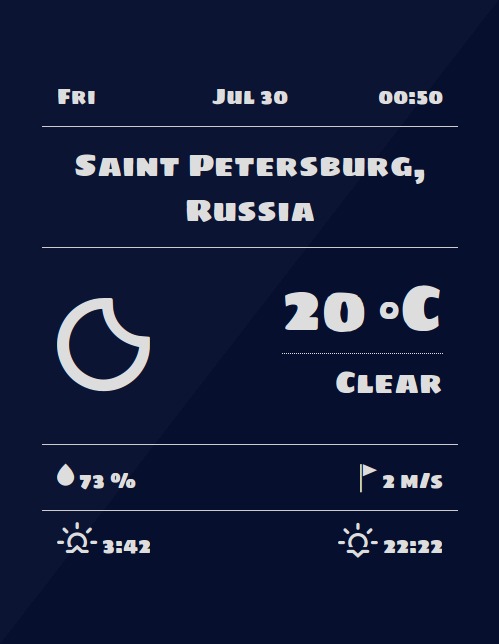 Fri Jul 30 00:50
Saint Petersburg,
Russia
20 °C
Clear
73 % 2 m/s
3:42 22:22